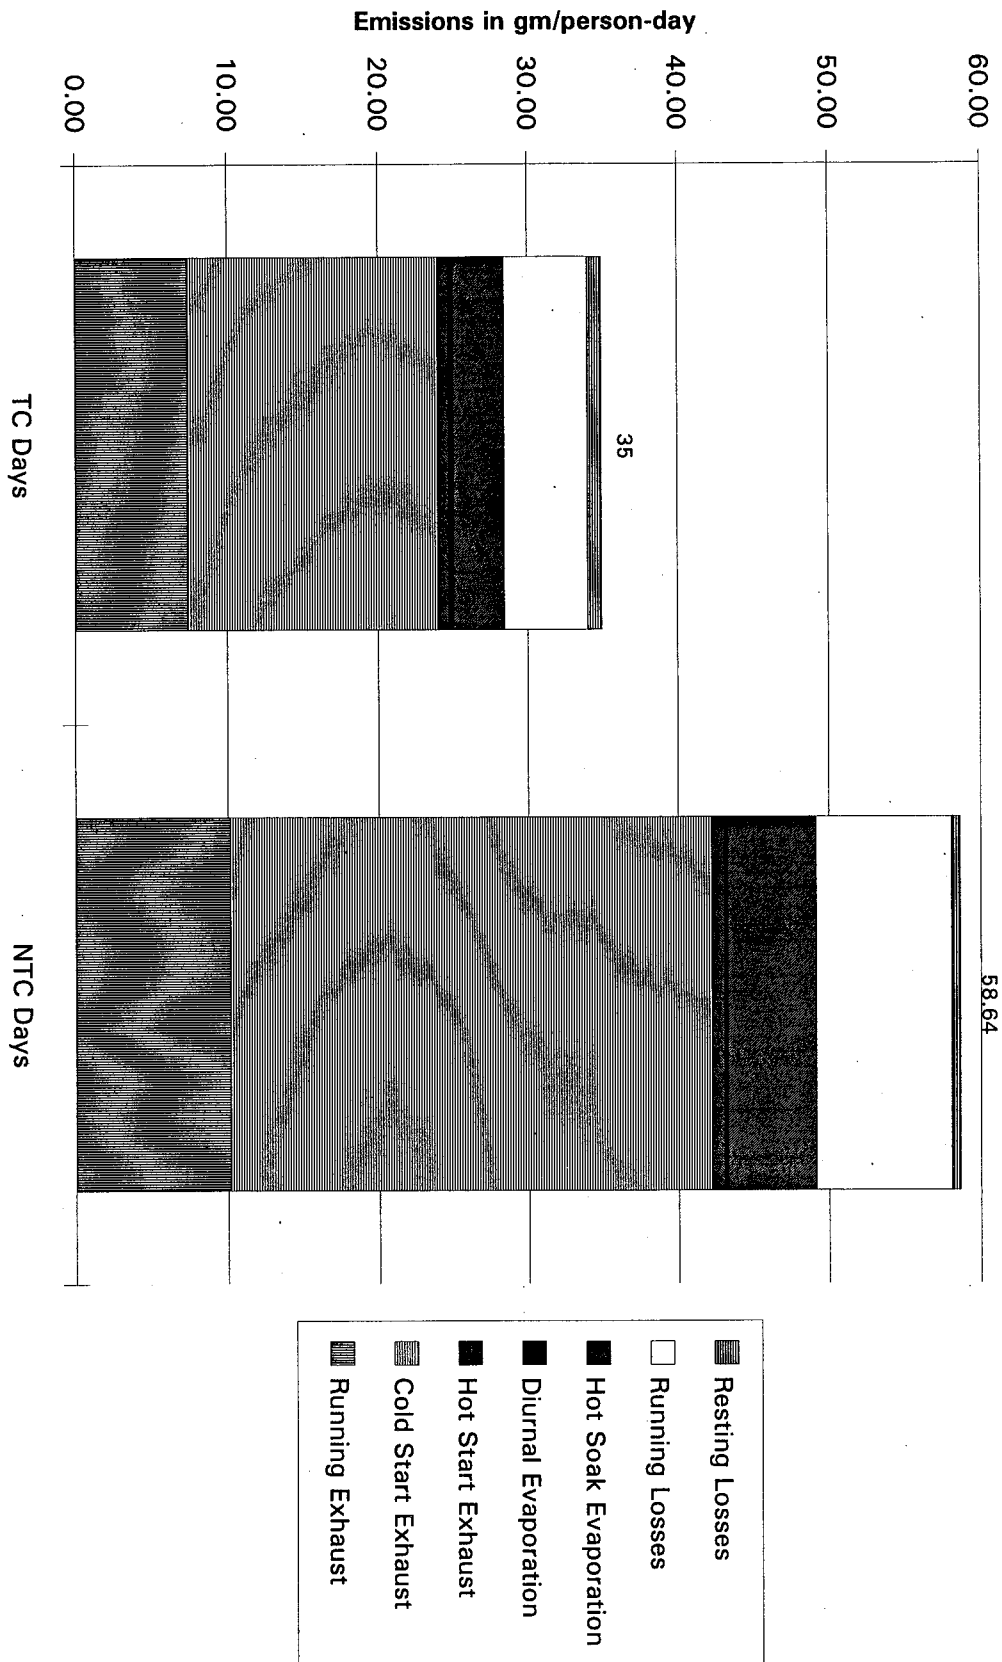 Emissions in gm/person-day
60.00
50.00
40.00
30.00
20.00
10.00
0.00
35
58.64
TC Days
NTC Days
Resting Losses
Running Losses
Hot Soak Evaporation
Diurnal Evaporation
Hot Start Exhaust
Cold Start Exhaust
Running Exhaust